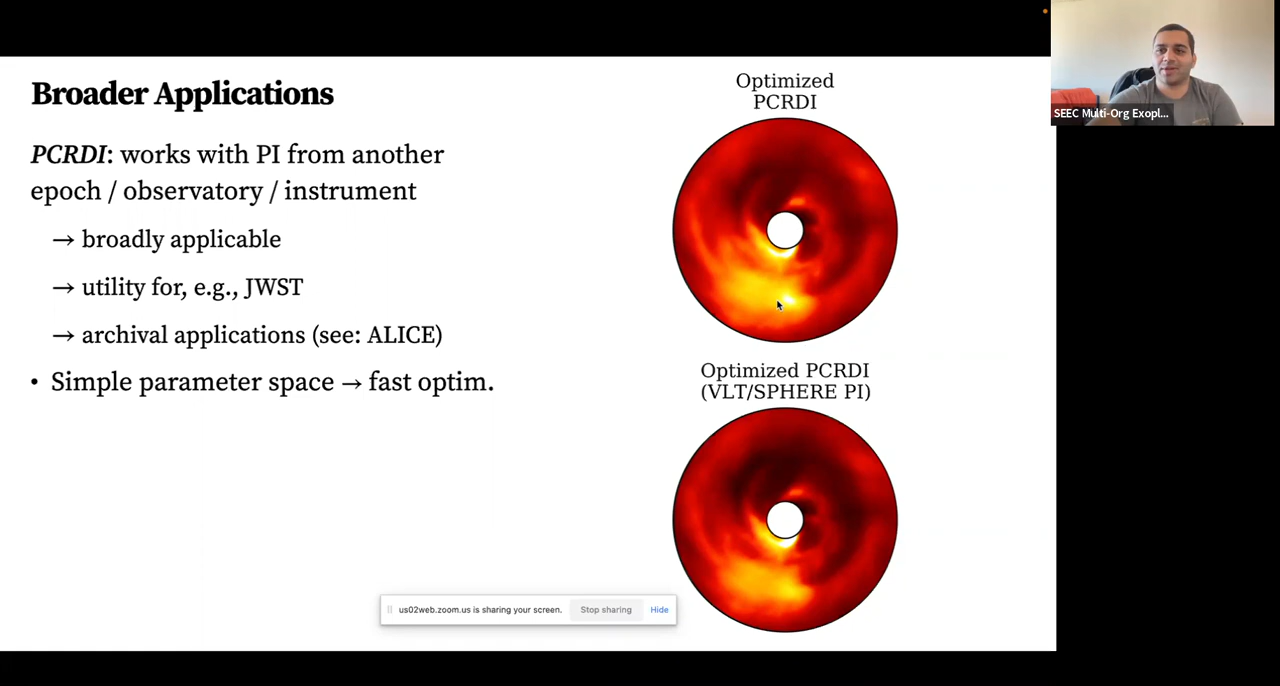 Broader Applications
PCRDI: works with PI from another
epoch / observatory / instrument
→ broadly applicable
→ utility for, e.g., JWST
→ archival applications (see: ALICE)
• Simple parameter space → fast optim.
Optimized
PCRDI
Optimized PCRDI
(VLT/SPHERE PI)
us02web.zoom.us is sharing your screen. Stop sharing Hide
SEEC Multi-Org Exopl...